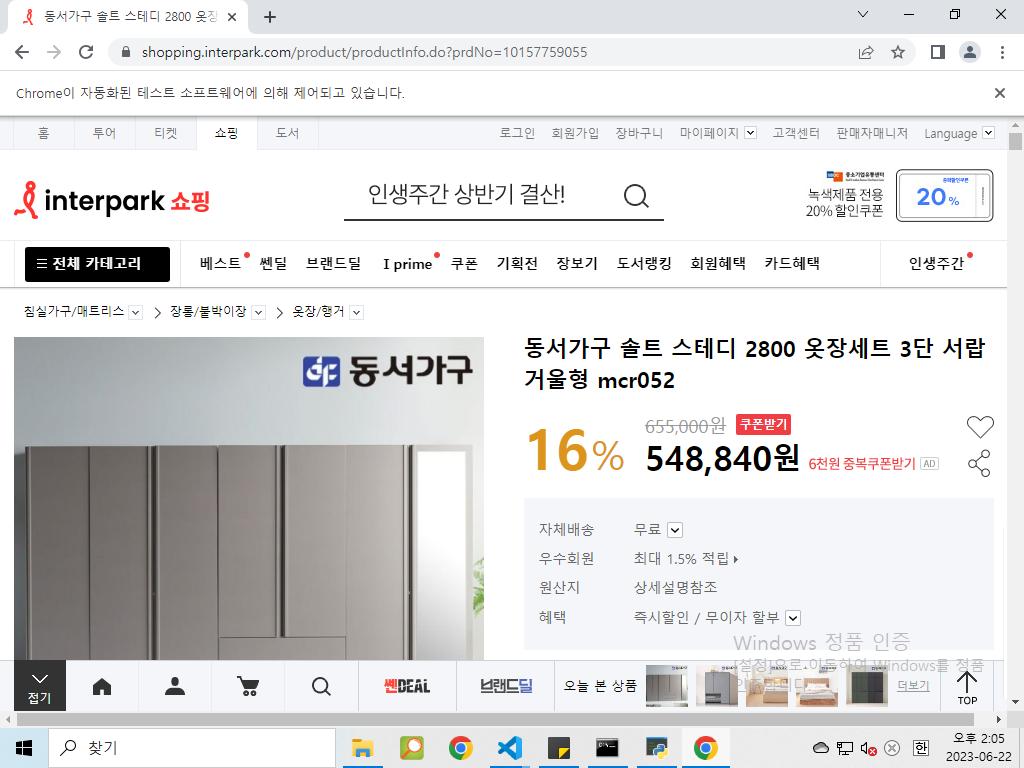 동서가구 솔트 스테디 2800 옷장
shopping.interpark.com/product/productInfo.do?prdNo=10157759055
Chrome이 자동화된 테스트 소프트웨어에 의해 제어되고 있습니다.
홈 투어 티켓 쇼핑 도서 로그인 회원가입 장바구니 마이페이지 고객센터 판매자매니저 Language
interpark 쇼핑
인생주간 상반기 결산!
중소기업유통센터
녹색제품 전용
20% 할인쿠폰
중복할인쿠폰
20%
전체 카테고리 베스트 쎈딜 브랜드딜 I prime 쿠폰 기획전 장보기 도서랭킹 회원혜택 카드혜택 인생주간
침실가구/매트리스 장롱/붙박이장 옷장/행거
동서가구
동서가구 솔트 스테디 2800 옷장세트 3단 서랍
거울형 mcr052
16%
655,000원 쿠폰받기
548,840원 6천원 중복쿠폰받기 AD
자체배송 무료
우수회원 최대 1.5% 적립
원산지 상세설명참조
혜택 즉시할인 / 무이자 할부
Windows 정품 인증
[설정]으로 이동하여 Windows를 정품
접기
쎈DEAL
브랜드딜
오늘 본 상품
더보기
TOP
찾기
한
오후 2:05
2023-06-22